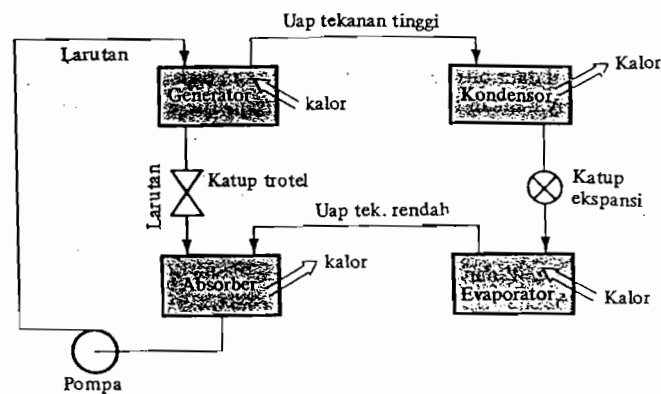 Uap tekanan tinggi
Larutan
Generator
kalor
Kondensor
Kalor
Larutan
Katup trotel
Katup
ekspansi
Uap tek. rendah
Absorber
kalor
Evaporator
Kalor
Pompa